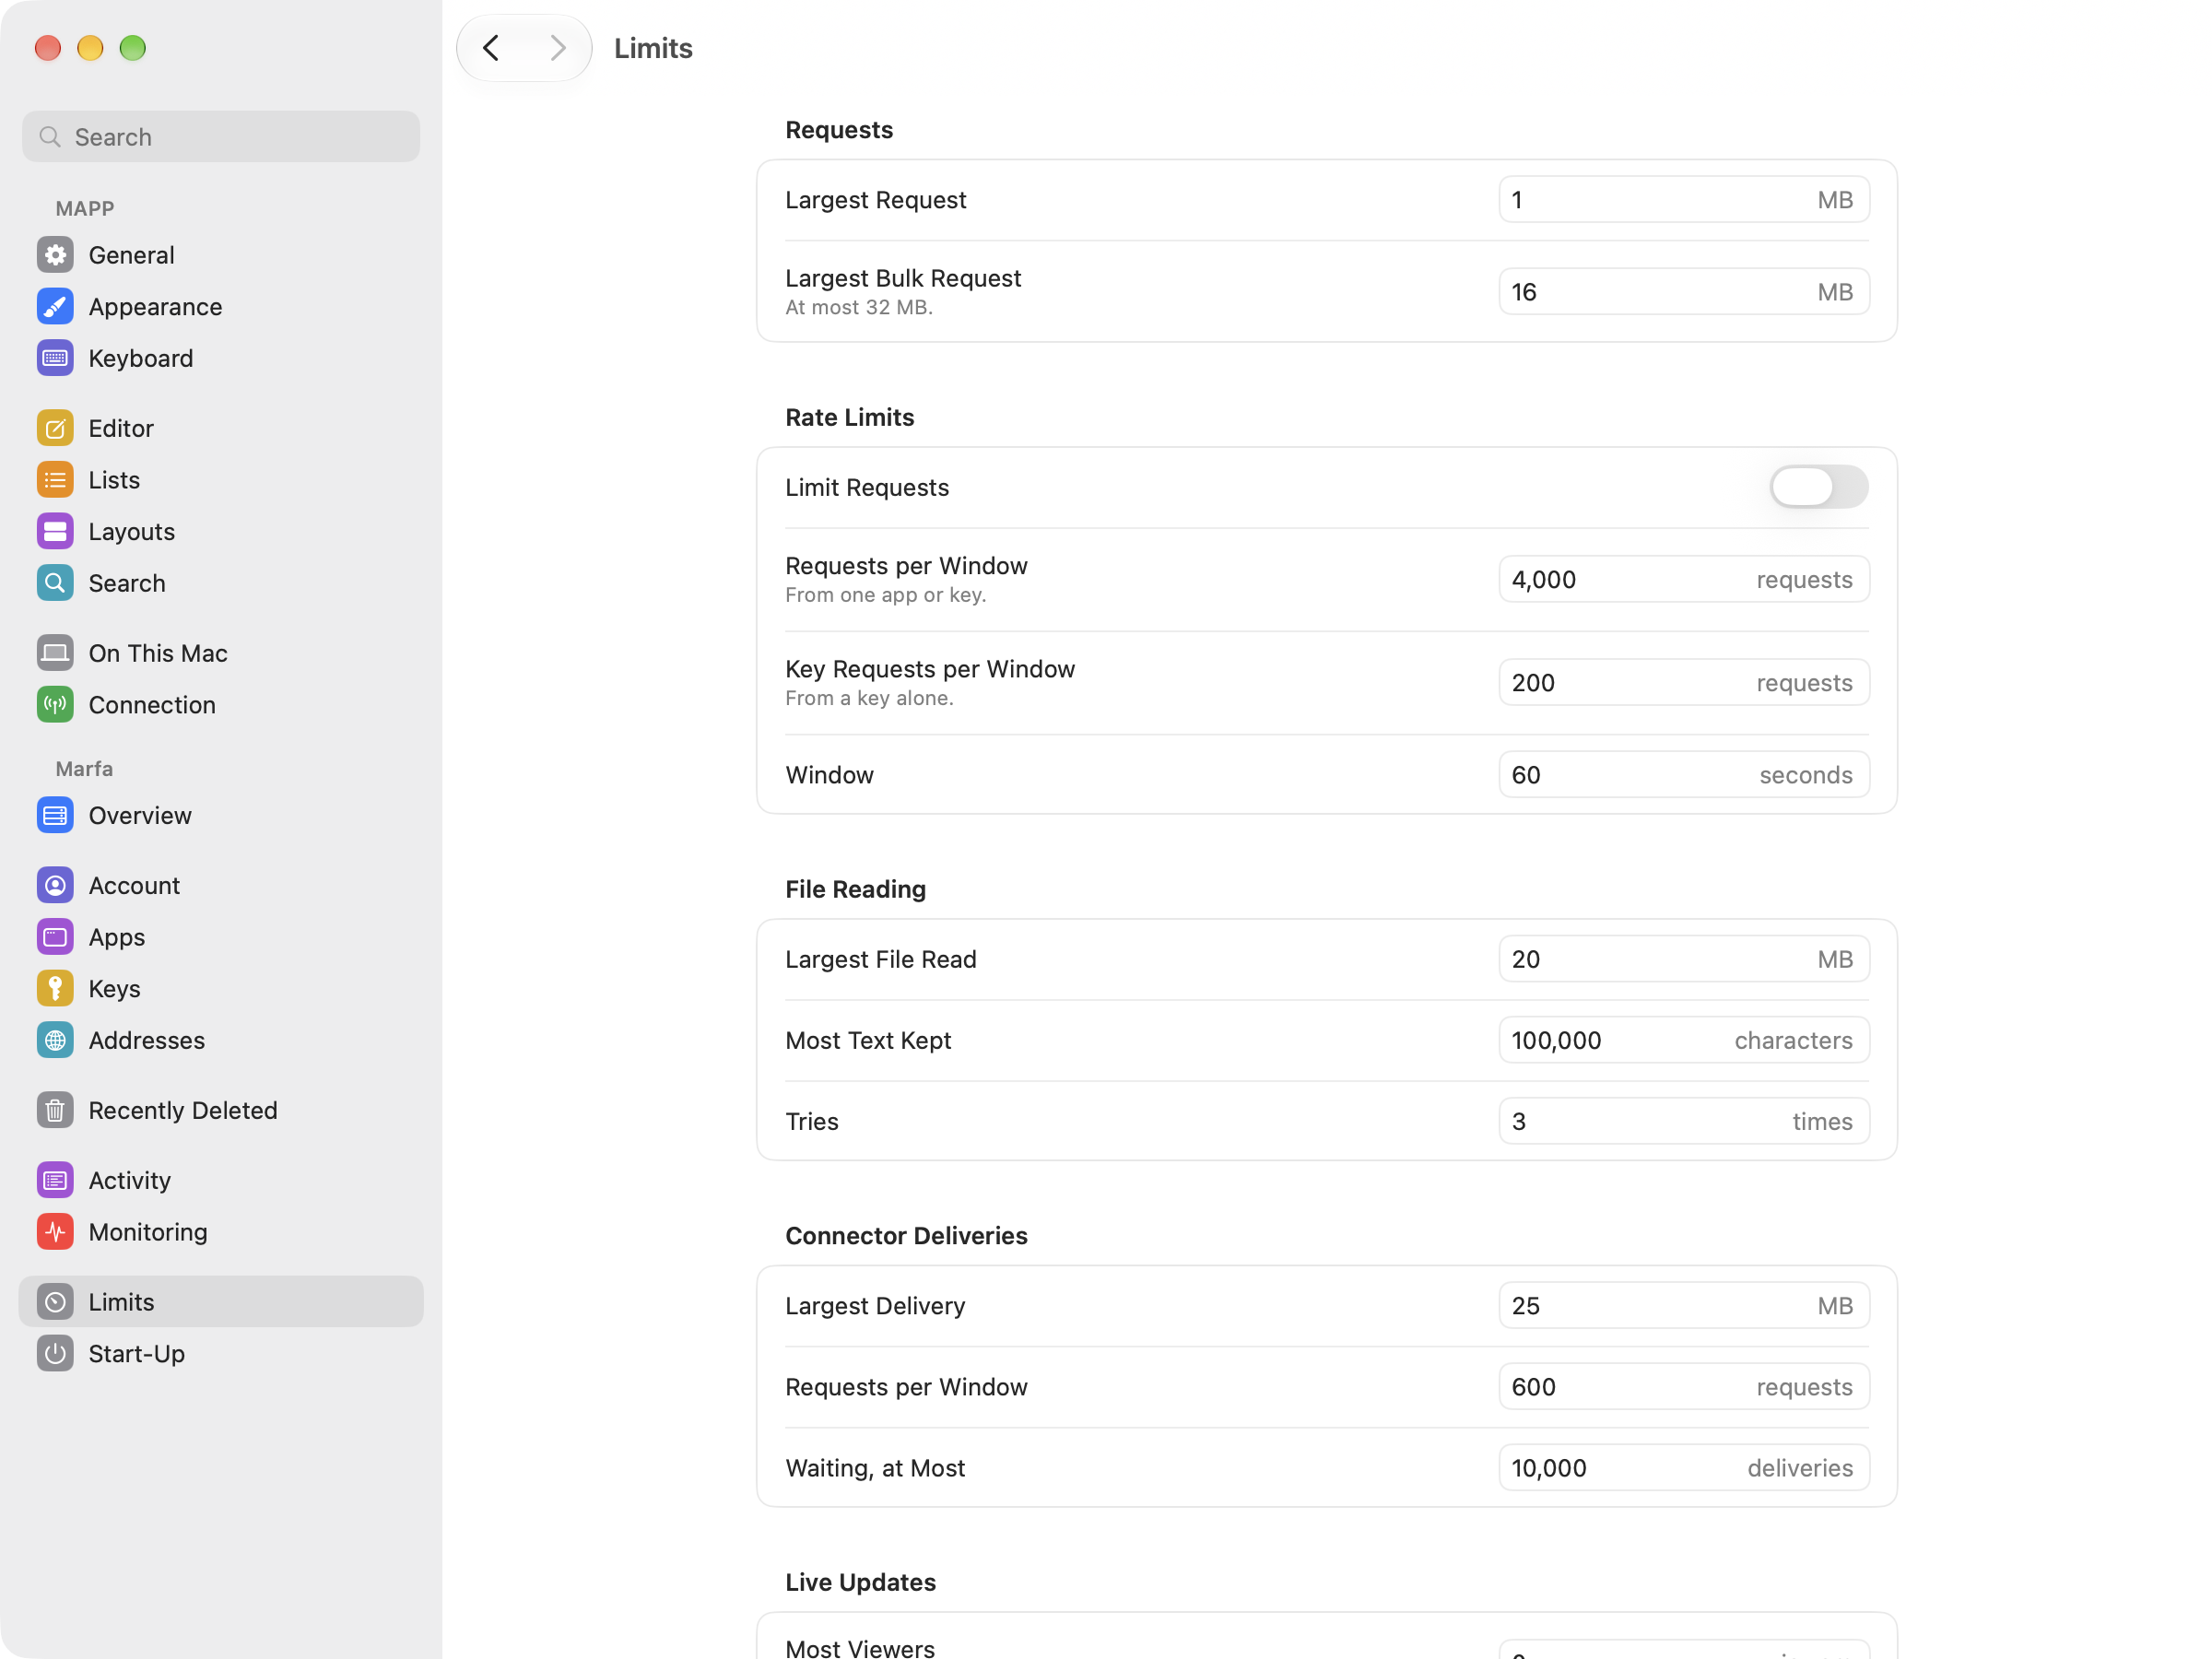 Limits
Search
MAPP
General
Appearance
Keyboard
Editor
Lists
Layouts
Search
On This Mac
Connection
Marfa
Overview
Account
Apps
Keys
Addresses
Recently Deleted
Activity
Monitoring
Limits
Start-Up
Requests
Largest Request
1 MB
Largest Bulk Request
At most 32 MB.
16 MB
Rate Limits
Limit Requests
Requests per Window
From one app or key.
4,000 requests
Key Requests per Window
From a key alone.
200 requests
Window
60 seconds
File Reading
Largest File Read
20 MB
Most Text Kept
100,000 characters
Tries
3 times
Connector Deliveries
Largest Delivery
25 MB
Requests per Window
600 requests
Waiting, at Most
10,000 deliveries
Live Updates
Most Viewers